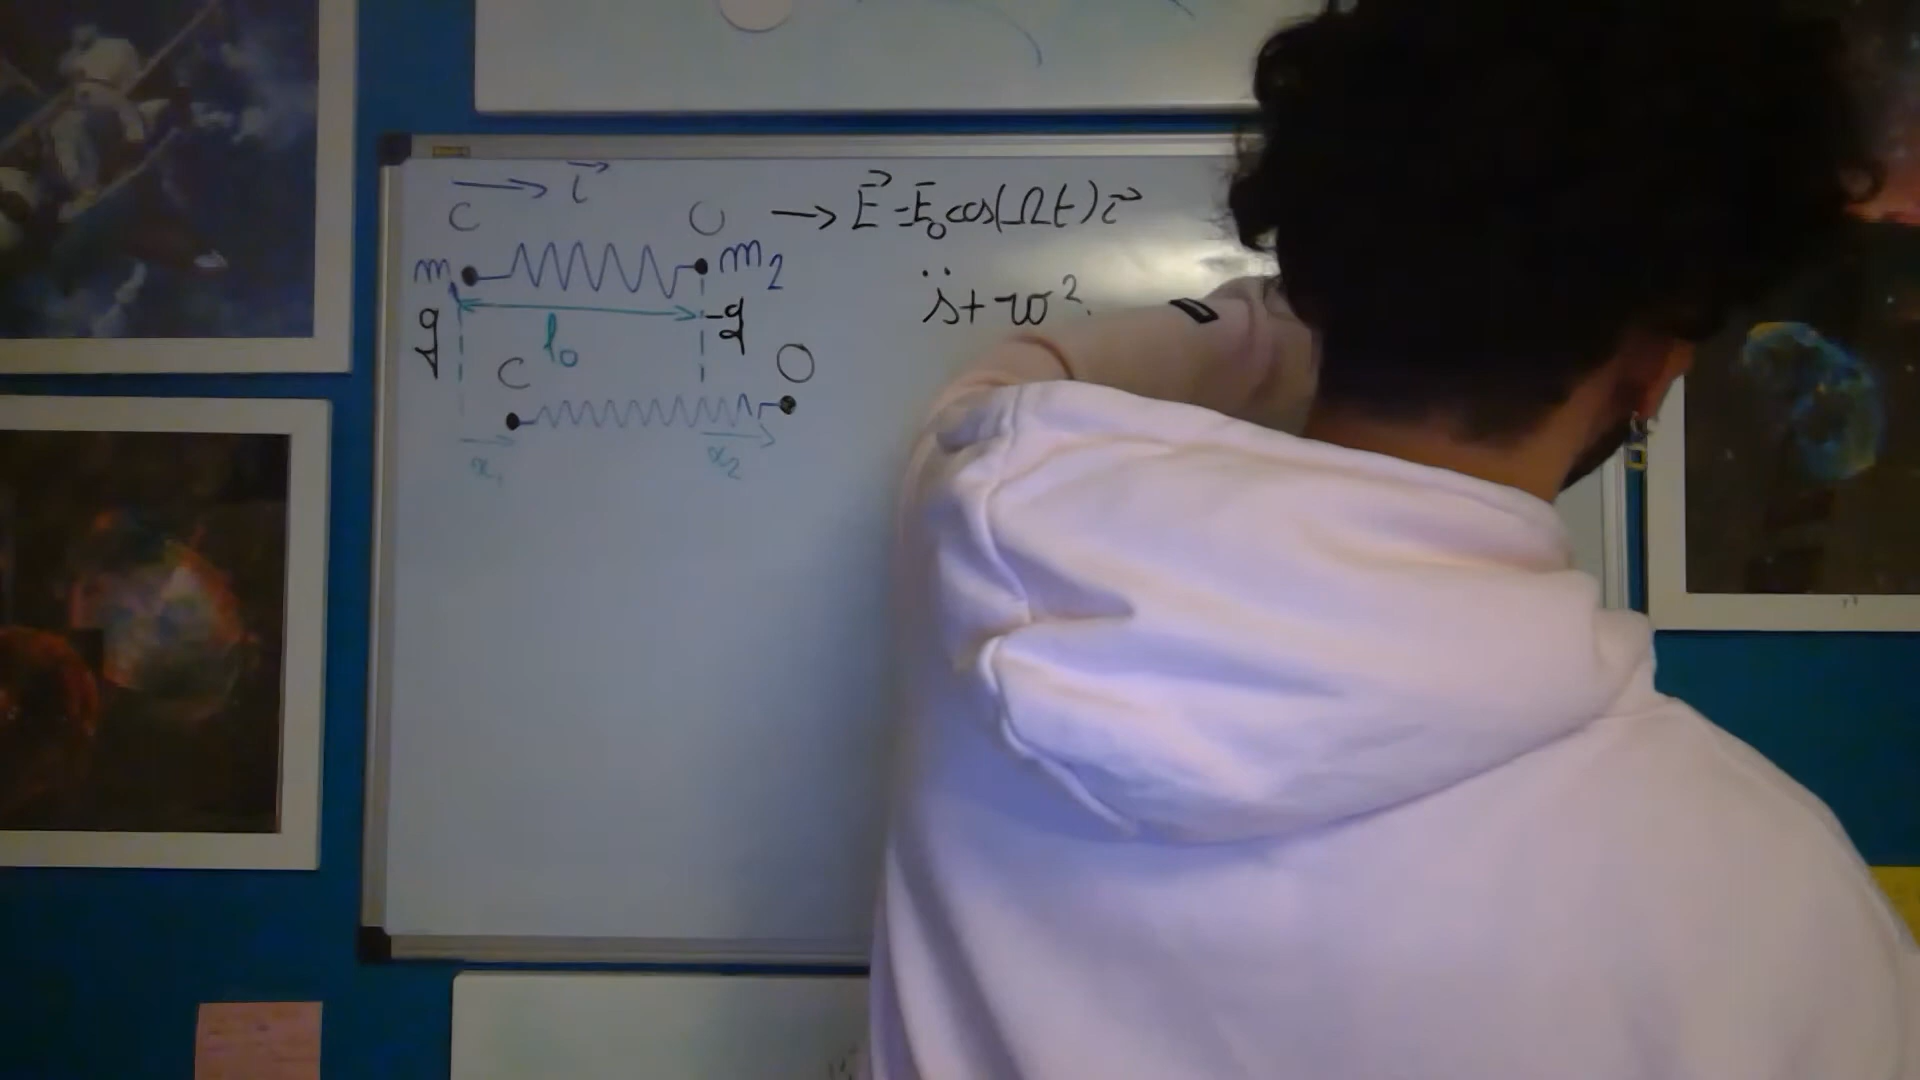 → i⃗
C O → E⃗ = E₀cos(Ωt) i⃗
m₁ m₂
q l₀ -q s̈ + ω²
C O
x₁ x₂